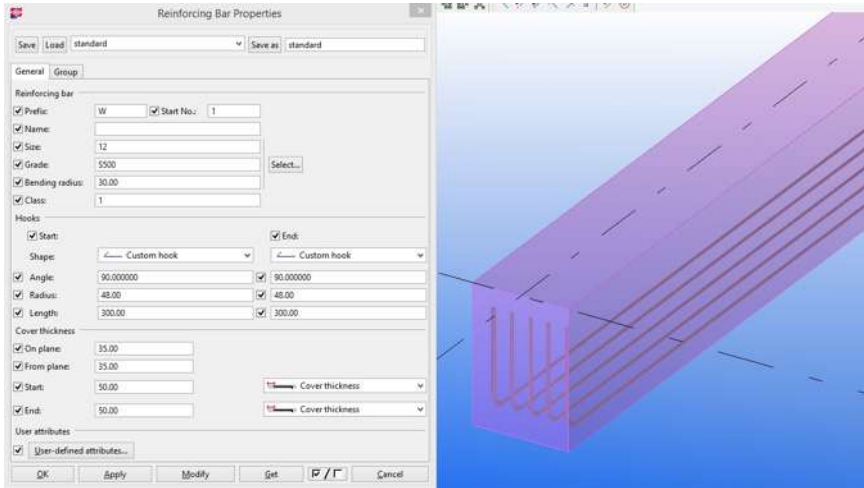 Reinforcing Bar Properties
Save Load standard Save as standard
General Group
Reinforcing bar
Prefix: W Start No.: 1
Name:
Size: 12
Grade: S500 Select...
Bending radius: 30.00
Class: 1
Hooks
Start: End:
Shape: Custom hook Custom hook
Angle: 90.000000 90.000000
Radius: 48.00 48.00
Length: 300.00 300.00
Cover thickness
On plane: 35.00
From plane: 35.00
Start: 50.00 Cover thickness
End: 50.00 Cover thickness
User attributes
User-defined attributes...
OK Apply Modify Get Cancel